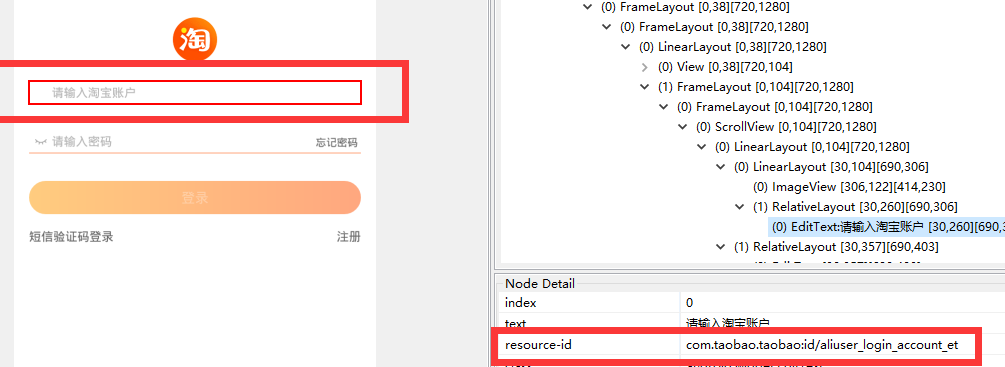 淘
请输入淘宝账户
请输入密码 忘记密码
登录
短信验证码登录 注册
(0) FrameLayout [0,38][720,1280]
(0) FrameLayout [0,38][720,1280]
(0) LinearLayout [0,38][720,1280]
(0) View [0,38][720,104]
(1) FrameLayout [0,104][720,1280]
(0) FrameLayout [0,104][720,1280]
(0) ScrollView [0,104][720,1280]
(0) LinearLayout [0,104][720,1280]
(0) LinearLayout [30,104][690,306]
(0) ImageView [306,122][414,230]
(1) RelativeLayout [30,260][690,306]
(0) EditText:请输入淘宝账户 [30,260][690,3
(1) RelativeLayout [30,357][690,403]
Node Detail
index 0
text 请输入淘宝账户
resource-id com.taobao.taobao:id/aliuser_login_account_et